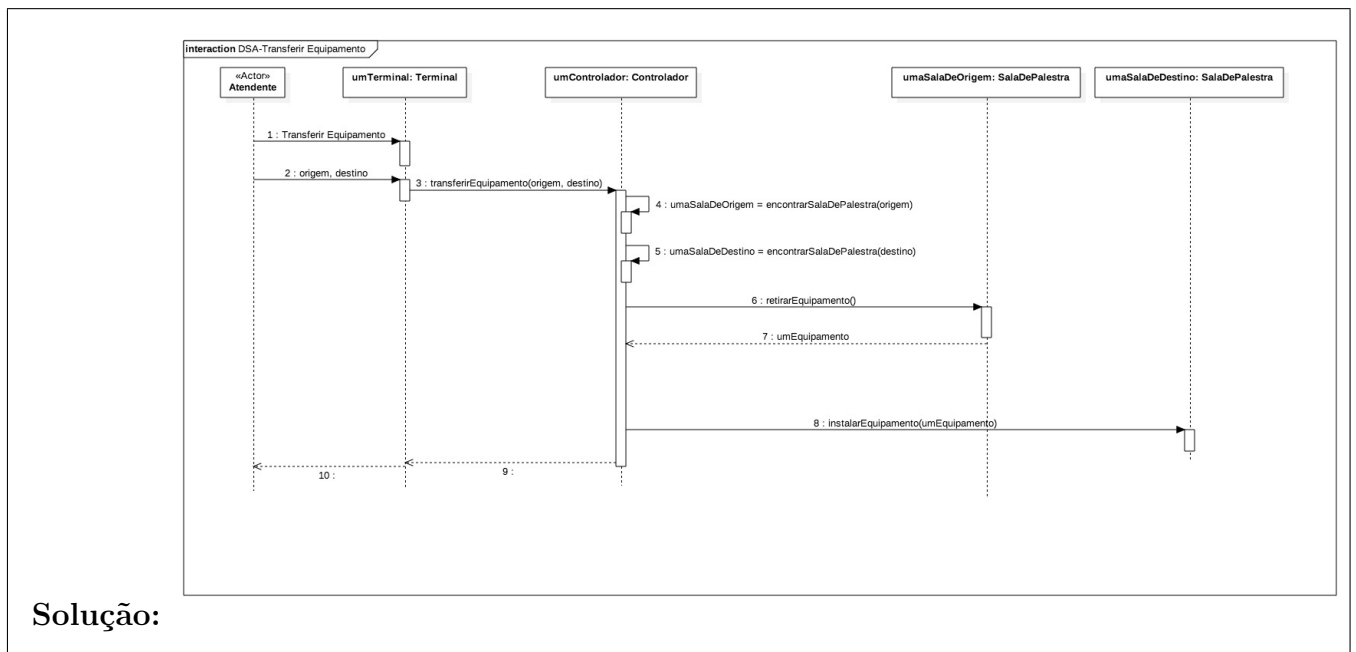 interaction DSA-Transferir Equipamento
«Actor»
Atendente
umTerminal: Terminal
umControlador: Controlador
umaSalaDeOrigem: SalaDePalestra
umaSalaDeDestino: SalaDePalestra
1 : Transferir Equipamento
2 : origem, destino
3 : transferirEquipamento(origem, destino)
4 : umaSalaDeOrigem = encontrarSalaDePalestra(origem)
5 : umaSalaDeDestino = encontrarSalaDePalestra(destino)
6 : retirarEquipamento()
7 : umEquipamento
8 : instalarEquipamento(umEquipamento)
9 :
10 :
Solução: